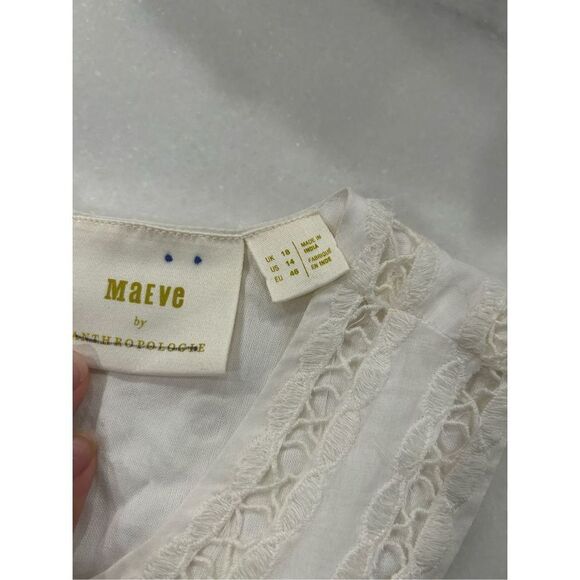 MAEVE
by
ANTHROPOLOGIE
UK 18
US 14
EU 46
MADE IN
INDIA
FABRIQUÉ
EN INDE